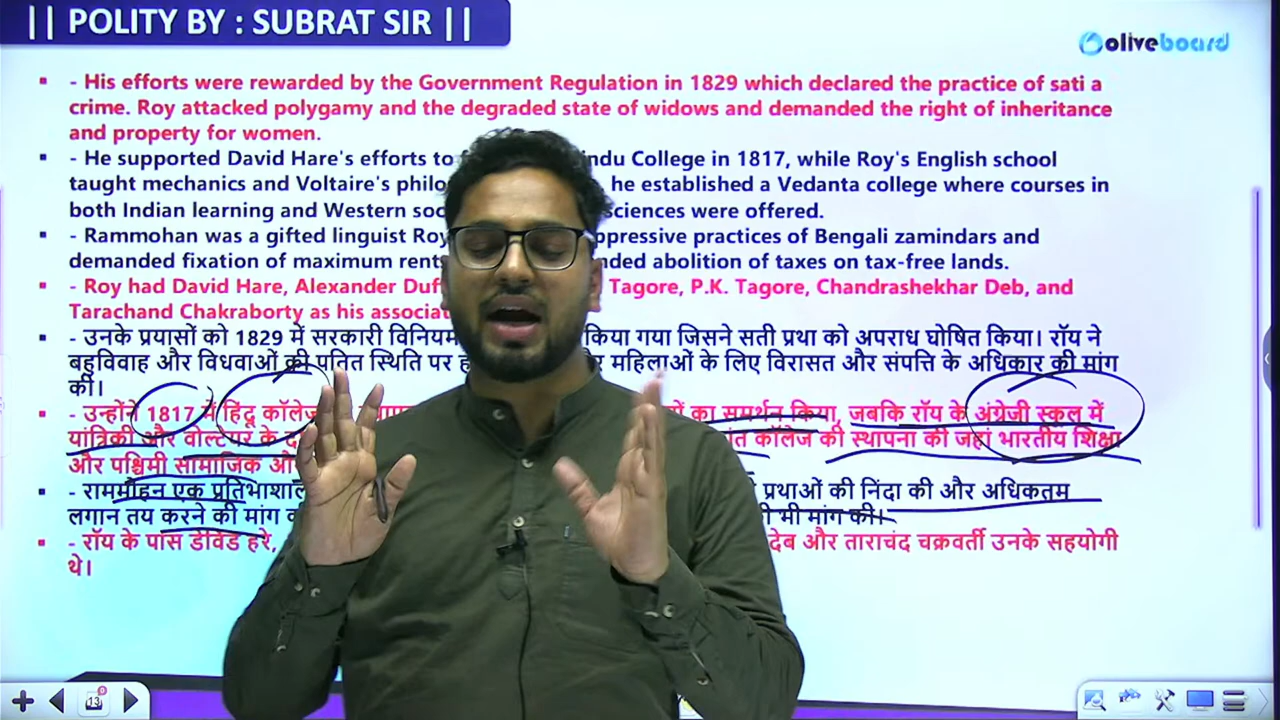 || POLITY BY : SUBRAT SIR ||
oliveboard
- His efforts were rewarded by the Government Regulation in 1829 which declared the practice of sati a
crime. Roy attacked polygamy and the degraded state of widows and demanded the right of inheritance
and property for women.
- He supported David Hare's efforts to ndu College in 1817, while Roy's English school
taught mechanics and Voltaire's philo he established a Vedanta college where courses in
both Indian learning and Western soc sciences were offered.
- Rammohan was a gifted linguist Roy ppressive practices of Bengali zamindars and
demanded fixation of maximum rents nded abolition of taxes on tax-free lands.
- Roy had David Hare, Alexander Duff Tagore, P.K. Tagore, Chandrashekhar Deb, and
Tarachand Chakraborty as his associat
- उनके प्रयासों को 1829 में सरकारी विनियम किया गया जिसने सती प्रथा को अपराध घोषित किया। रॉय ने
बहुविवाह और विधवाओं की पतित स्थिति पर ह महिलाओं के लिए विरासत और संपत्ति के अधिकार की मांग
की।
- उन्होंने 1817 में हिंदू कॉलेज का समर्थन किया, जबकि रॉय के अंग्रेजी स्कूल में
यांत्रिकी और वोल्टेयर के द ांत कॉलेज की स्थापना की जहां भारतीय शिक्षा
और पश्चिमी सामाजिक औ
- राममोहन एक प्रतिभाशाल प्रथाओं की निंदा की और अधिकतम
लगान तय करने की मांग क ी भी मांग की।
- रॉय के पास डेविड हरे, देब और ताराचंद चक्रवर्ती उनके सहयोगी
थे।
13